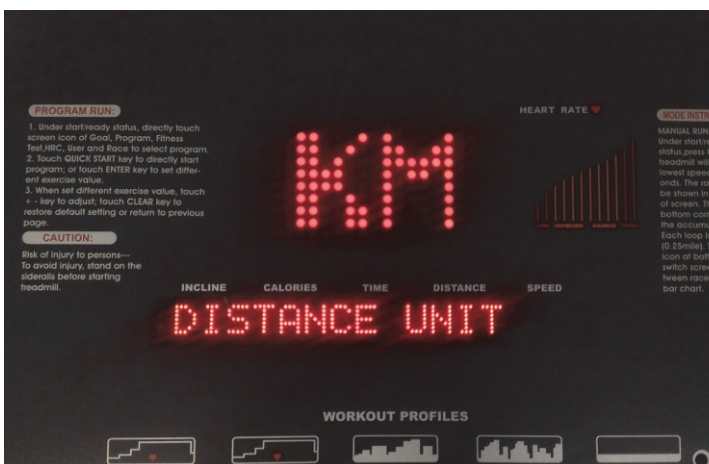 PROGRAM RUN:
1. Under start/ready status, directly touch
screen icon of Goal, Program, Fitness
Test,HRC, User and Race to select program.
2. Touch QUICK START key to directly start
program; or touch ENTER key to set differ-
ent exercise value.
3. When set different exercise value, touch
+ - key to adjust; touch CLEAR key to
restore default setting or return to previous
page.
CAUTION:
Risk of injury to persons—
To avoid injury, stand on the
siderails before starting
treadmill.
KM
HEART RATE
MODE INSTR
MANUAL RUN
Under start/re
status,press
treadmill will
lowest speed
onds. The ra
be shown in
of screen. Th
bottom corn
the accumu
Each loop is
(0.25mile).
icon at bott
switch scree
tween race
bar chart.
INCLINE CALORIES TIME DISTANCE SPEED
DISTANCE UNIT
WORKOUT PROFILES